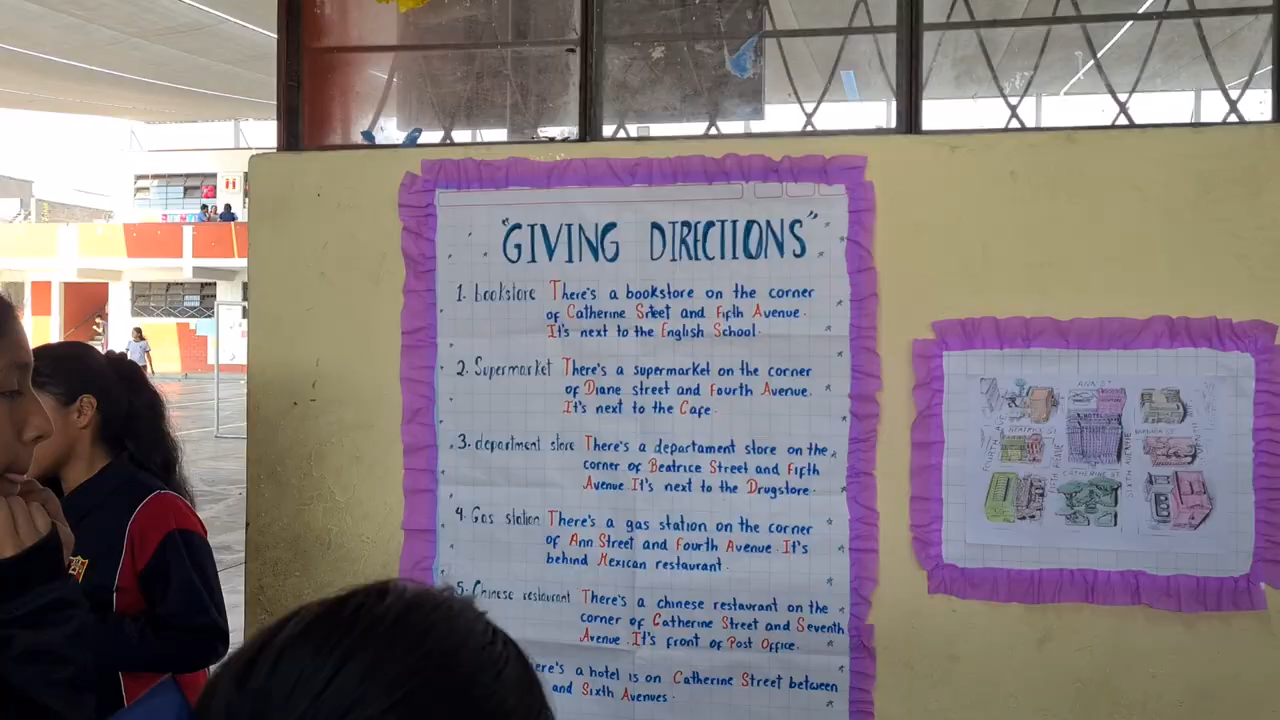 "GIVING DIRECTIONS"
1. bookstore There's a bookstore on the corner
of Catherine Sreet and Fifth Avenue.
It's next to the English School.
2. Supermarket There's a supermarket on the corner
of Diane street and Fourth Avenue.
It's next to the Cafe.
3. department store There's a departament store on the
corner of Beatrice Street and Fifth
Avenue. It's next to the Drugstore.
4. Gas station There's a gas station on the corner
of Ann Street and Fourth Avenue. It's
behind Mexican restaurant.
5. Chinese restaurant There's a chinese restaurant on the
corner of Catherine Street and Seventh
Avenue. It's front of Post Office.
a hotel is on Catherine Street between
and Sixth Avenues.
ANN ST
HOTEL
CATHERINE ST
SIXTH AVENUE